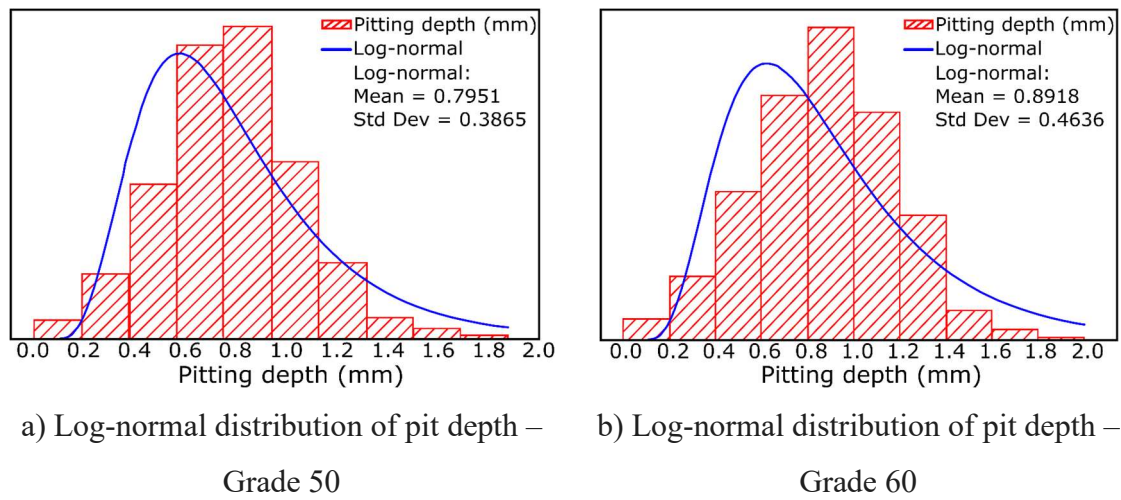 Pitting depth (mm)
Log-normal
Log-normal:
Mean = 0.7951
Std Dev = 0.3865
0.0 0.2 0.4 0.6 0.8 1.0 1.2 1.4 1.6 1.8 2.0
Pitting depth (mm)
a) Log-normal distribution of pit depth –
Grade 50
Pitting depth (mm)
Log-normal
Log-normal:
Mean = 0.8918
Std Dev = 0.4636
0.0 0.2 0.4 0.6 0.8 1.0 1.2 1.4 1.6 1.8 2.0
Pitting depth (mm)
b) Log-normal distribution of pit depth –
Grade 60